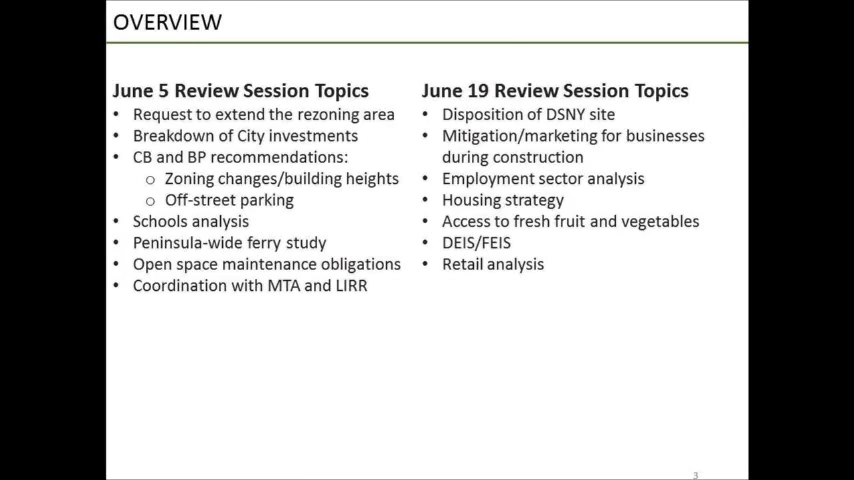 OVERVIEW
June 5 Review Session Topics
• Request to extend the rezoning area
• Breakdown of City investments
• CB and BP recommendations:
o Zoning changes/building heights
o Off-street parking
• Schools analysis
• Peninsula-wide ferry study
• Open space maintenance obligations
• Coordination with MTA and LIRR
June 19 Review Session Topics
• Disposition of DSNY site
• Mitigation/marketing for businesses
during construction
• Employment sector analysis
• Housing strategy
• Access to fresh fruit and vegetables
• DEIS/FEIS
• Retail analysis
3